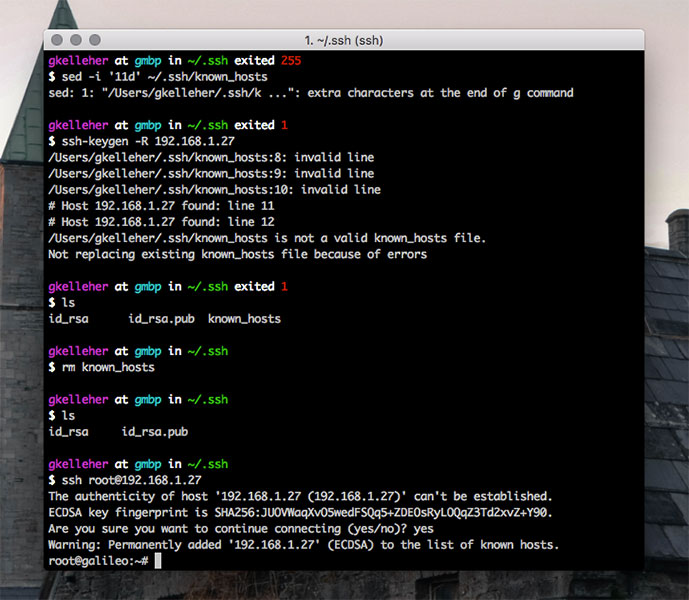 1. ~/.ssh (ssh)
gkelleher at gmbp in ~/.ssh exited 255
$ sed -i '11d' ~/.ssh/known_hosts
sed: 1: "/Users/gkelleher/.ssh/k ...": extra characters at the end of g command
gkelleher at gmbp in ~/.ssh exited 1
$ ssh-keygen -R 192.168.1.27
/Users/gkelleher/.ssh/known_hosts:8: invalid line
/Users/gkelleher/.ssh/known_hosts:9: invalid line
/Users/gkelleher/.ssh/known_hosts:10: invalid line
# Host 192.168.1.27 found: line 11
# Host 192.168.1.27 found: line 12
/Users/gkelleher/.ssh/known_hosts is not a valid known_hosts file.
Not replacing existing known_hosts file because of errors
gkelleher at gmbp in ~/.ssh exited 1
$ ls
id_rsa id_rsa.pub known_hosts
gkelleher at gmbp in ~/.ssh
$ rm known_hosts
gkelleher at gmbp in ~/.ssh
$ ls
id_rsa id_rsa.pub
gkelleher at gmbp in ~/.ssh
$ ssh root@192.168.1.27
The authenticity of host '192.168.1.27 (192.168.1.27)' can't be established.
ECDSA key fingerprint is SHA256:JUOVWaqXvO5wedFSQq5+ZDEOsRyLOQqZ3Td2xvZ+Y90.
Are you sure you want to continue connecting (yes/no)? yes
Warning: Permanently added '192.168.1.27' (ECDSA) to the list of known hosts.
root@galileo:~#